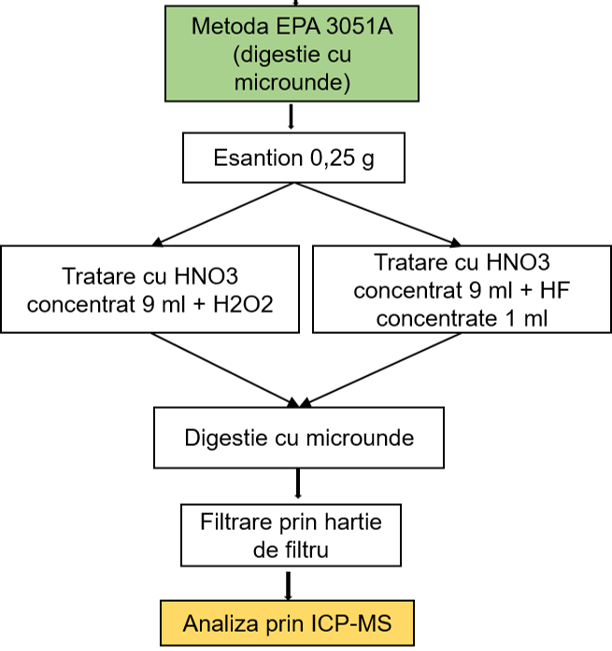 Metoda EPA 3051A
(digestie cu
microunde)
Esantion 0,25 g
Tratare cu HNO3
concentrat 9 ml + H2O2
Tratare cu HNO3
concentrat 9 ml + HF
concentrate 1 ml
Digestie cu microunde
Filtrare prin hartie
de filtru
Analiza prin ICP-MS